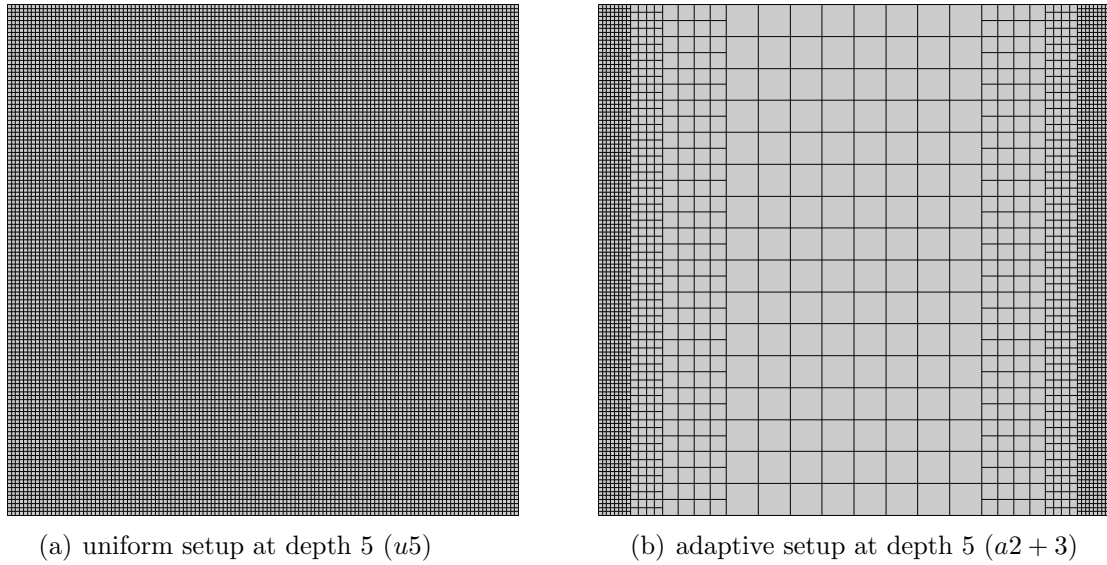 (a) uniform setup at depth 5 (u5)
(b) adaptive setup at depth 5 (a2 + 3)